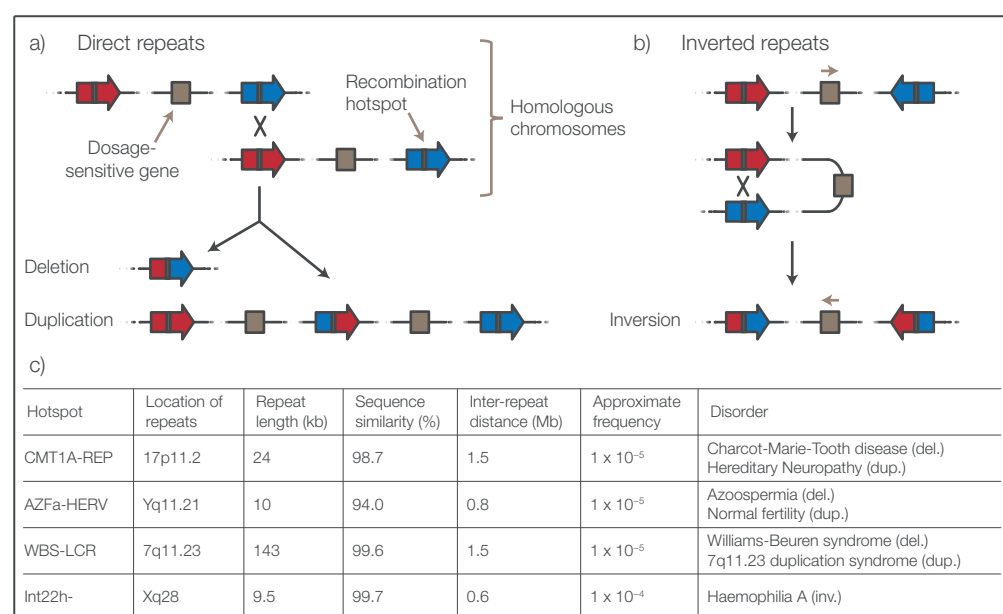 a) Direct repeats
b) Inverted repeats
Recombination
hotspot
Homologous
chromosomes
Dosage-
sensitive gene
Deletion
Duplication
Inversion
c)
Hotspot Location of repeats Repeat length (kb) Sequence similarity (%) Inter-repeat distance (Mb) Approximate frequency Disorder
CMT1A-REP 17p11.2 24 98.7 1.5 1 x 10⁻⁵ Charcot-Marie-Tooth disease (del.)
Hereditary Neuropathy (dup.)
AZFa-HERV Yq11.21 10 94.0 0.8 1 x 10⁻⁵ Azoospermia (del.)
Normal fertility (dup.)
WBS-LCR 7q11.23 143 99.6 1.5 1 x 10⁻⁵ Williams-Beuren syndrome (del.)
7q11.23 duplication syndrome (dup.)
Int22h- Xq28 9.5 99.7 0.6 1 x 10⁻⁴ Haemophilia A (inv.)